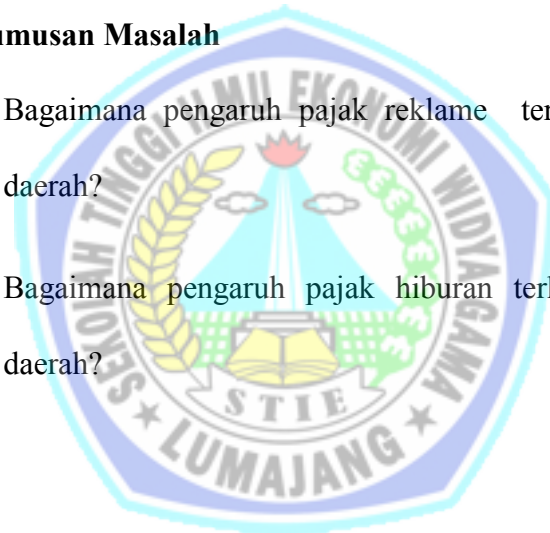 umusan Masalah
Bagaimana pengaruh pajak reklame ter
daerah?
Bagaimana pengaruh pajak hiburan terh
daerah?
SEKOLAH TINGGI ILMU EKONOMI WIDYAGAMA
STIE
LUMAJANG